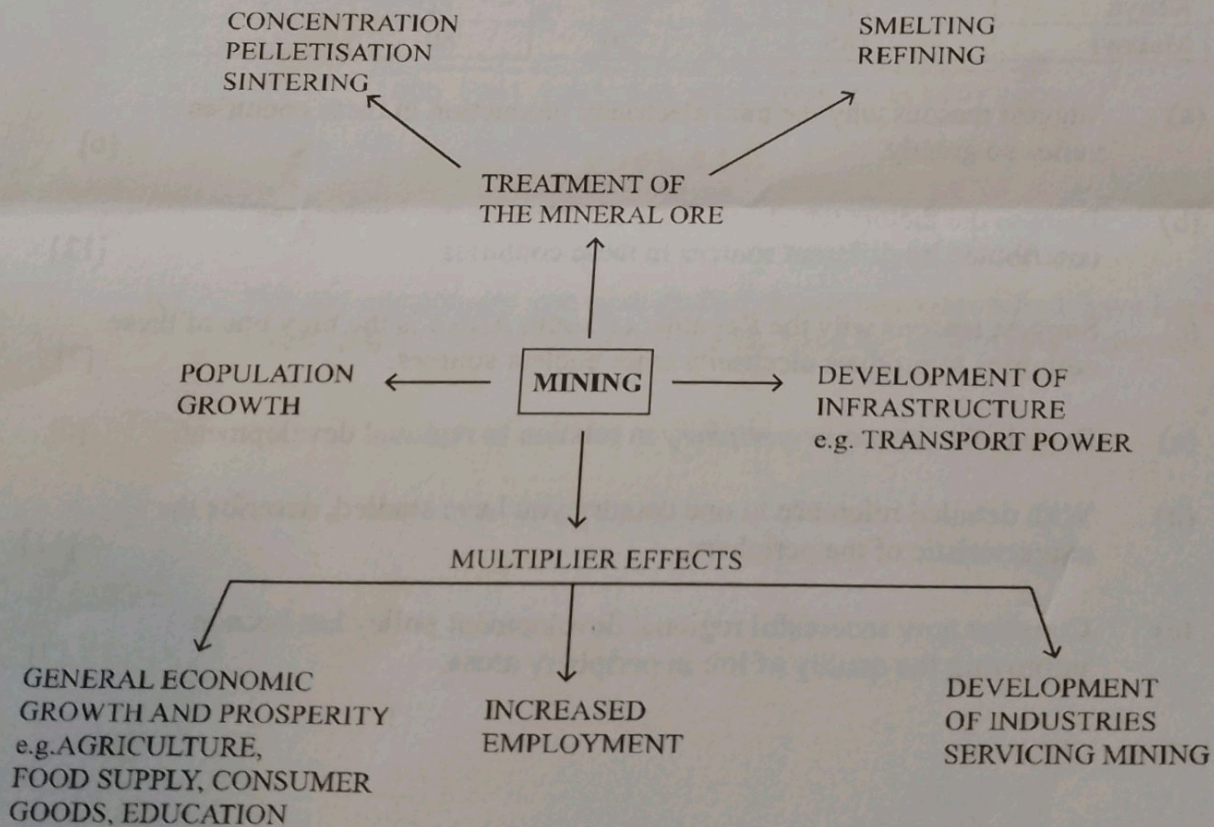 CONCENTRATION
PELLETISATION
SINTERING
SMELTING
REFINING
TREATMENT OF
THE MINERAL ORE
POPULATION
GROWTH
MINING
DEVELOPMENT OF
INFRASTRUCTURE
e.g. TRANSPORT POWER
MULTIPLIER EFFECTS
GENERAL ECONOMIC
GROWTH AND PROSPERITY
e.g.AGRICULTURE,
FOOD SUPPLY, CONSUMER
GOODS, EDUCATION
INCREASED
EMPLOYMENT
DEVELOPMENT
OF INDUSTRIES
SERVICING MINING